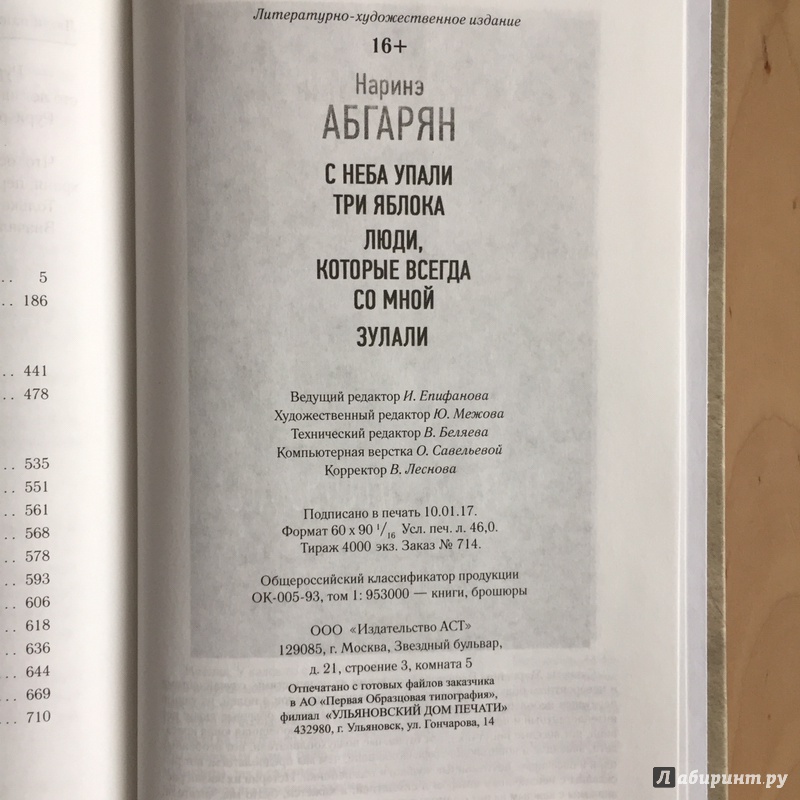 .. 5
.. 186
.. 441
.. 478
.. 535
.. 551
.. 561
.. 568
.. 578
.. 593
.. 606
.. 618
.. 636
.. 644
.. 669
.. 710
Литературно-художественное издание
16+
Наринэ
АБГАРЯН
С НЕБА УПАЛИ
ТРИ ЯБЛОКА
ЛЮДИ,
КОТОРЫЕ ВСЕГДА
СО МНОЙ
ЗУЛАЛИ
Ведущий редактор И. Епифанова
Художественный редактор Ю. Межова
Технический редактор В. Беляева
Компьютерная верстка О. Савельевой
Корректор В. Леснова
Подписано в печать 10.01.17.
Формат 60 х 90 1/16 Усл. печ. л. 46,0.
Тираж 4000 экз. Заказ № 714.
Общероссийский классификатор продукции
ОК-005-93, том 1: 953000 — книги, брошюры
ООО «Издательство АСТ»
129085, г. Москва, Звездный бульвар,
д. 21, строение 3, комната 5
Отпечатано с готовых файлов заказчика
в АО «Первая Образцовая типография»,
филиал «УЛЬЯНОВСКИЙ ДОМ ПЕЧАТИ»
432980, г. Ульяновск, ул. Гончарова, 14
Лабиринт.ру